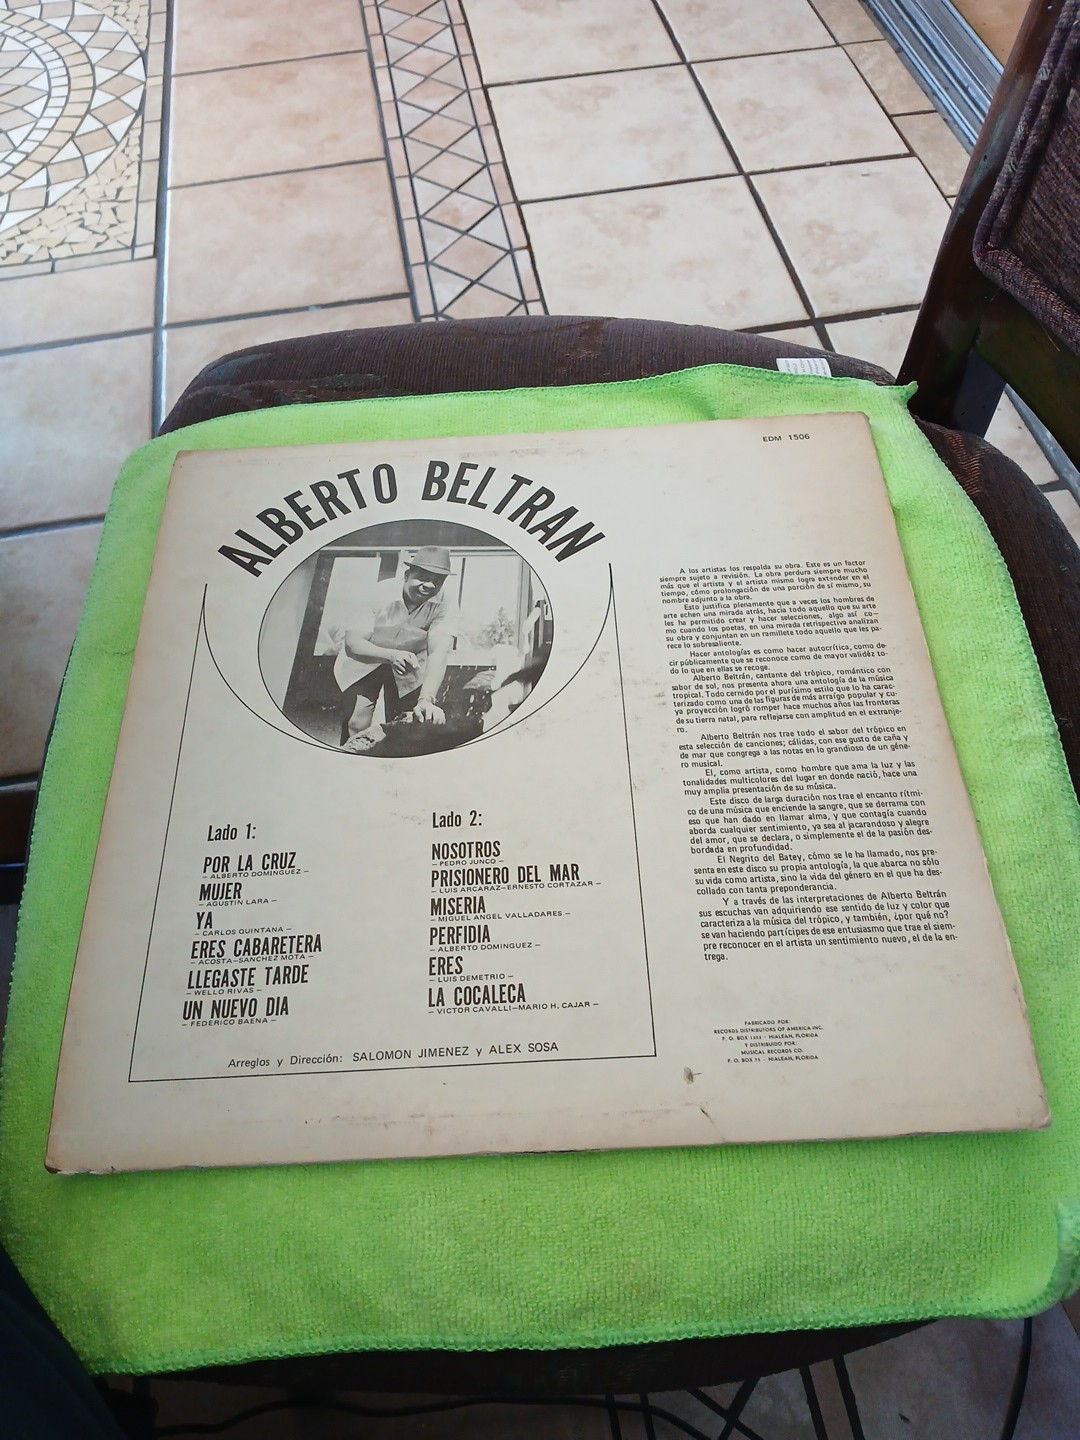 EDM 1506
ALBERTO BELTRAN
Lado 1:
POR LA CRUZ
– ALBERTO DOMINGUEZ –
MUJER
– AGUSTIN LARA –
YA
– CARLOS QUINTANA –
ERES CABARETERA
– ACOSTA–SANCHEZ MOTA –
LLEGASTE TARDE
– WELLO RIVAS –
UN NUEVO DIA
– FEDERICO BAENA –
Lado 2:
NOSOTROS
– PEDRO JUNCO –
PRISIONERO DEL MAR
– LUIS ARCARAZ–ERNESTO CORTAZAR –
MISERIA
– MIGUEL ANGEL VALLADARES –
PERFIDIA
– ALBERTO DOMINGUEZ –
ERES
– LUIS DEMETRIO –
LA COCALECA
– VICTOR CAVALLI–MARIO H. CAJAR –
Arreglos y Dirección: SALOMON JIMENEZ y ALEX SOSA
A los artistas los respalda su obra. Este es un factor
siempre sujeto a revisión. La obra perdura siempre mucho
más que el artista y el artista mismo logra extender en el
tiempo, cómo prolongación de una porción de sí mismo, su
nombre adjunto a la obra.
Esto justifica plenamente que a veces los hombres de
arte echen una mirada atrás, hacia todo aquello que su arte
les ha permitido crear y hacer selecciones, algo así co–
mo cuando los poetas, en una mirada retrispectiva analizan
su obra y conjuntan en un ramillete todo aquello que les pa-
rece lo sobresaliente.
Hacer antologías es como hacer autocrítica, como de-
cir públicamente que se reconoce como de mayor validéz to-
do lo que en ellas se recoge.
Alberto Beltrán, cantante del trópico, romántico con
sabor de sol, nos presenta ahora una antología de la música
tropical. Todo cernido por el purísimo estilo que lo ha carac-
terizado como una de las figuras de más arraigo popular y cu-
ya proyección logró romper hace muchos años las fronteras
de su tierra natal, para reflejarse con amplitud en el extranje-
ro.
Alberto Beltrán nos trae todo el sabor del trópico en
esta selección de canciones; cálidas, con ese gusto de caña y
de mar que congrega a las notas en lo grandioso de un géne-
ro musical.
El, como artista, como hombre que ama la luz y las
tonalidades multicolores del lugar en donde nació, hace una
muy amplia presentación de su música.
Este disco de larga duración nos trae el encanto rítmi-
co de una música que enciende la sangre, que se derrama con
eso que han dado en llamar alma, y que contagía cuando
aborda cualquier sentimiento, ya sea al jacarandoso y alegre
del amor, que se declara, o simplemente el de la pasión des-
bordada en profundidad.
El Negrito del Batey, cómo se le ha llamado, nos pre-
senta en este disco su propia antología, la que abarca no sólo
su vida como artista, sino la vida del género en el que ha des-
collado con tanta preponderancia.
Y a través de las interpretaciones de Alberto Beltrán
sus escuchas van adquiriendo ese sentido de luz y color que
caracteriza a la música del trópico, y también, ¿por qué no?
se van haciendo partícipes de ese entusiasmo que trae el siem-
pre reconocer en el artista un sentimiento nuevo, el de la en-
trega.
FABRICADO POR:
RECORDS DISTRIBUTORS OF AMERICA INC.
P. O. BOX 1323 - HIALEAH, FLORIDA
Y DISTRIBUIDO POR:
MUSICAL RECORDS CO.
P. O. BOX 75 - HIALEAH, FLORIDA